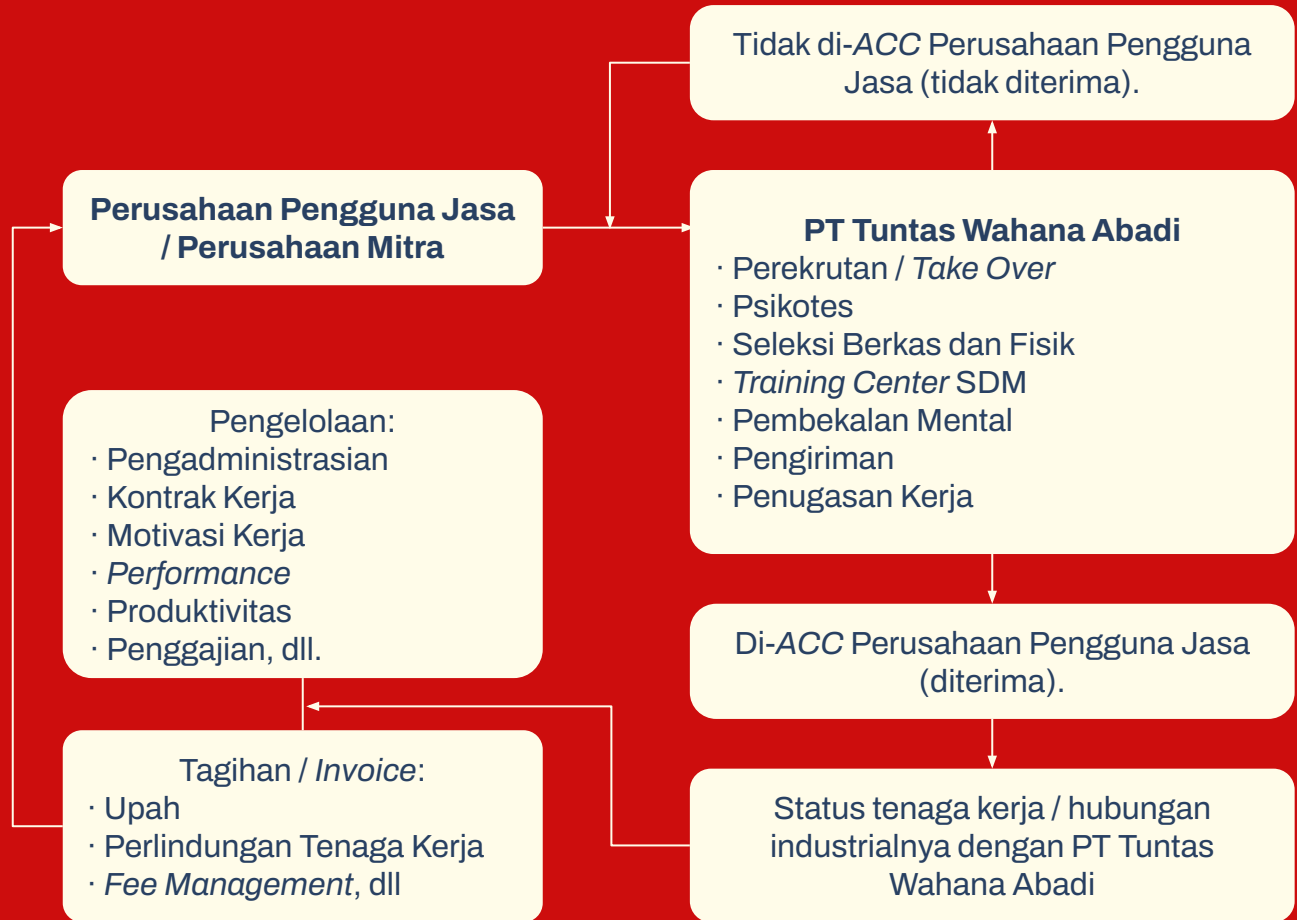 Tidak di-ACC Perusahaan Pengguna
Jasa (tidak diterima).
Perusahaan Pengguna Jasa
/ Perusahaan Mitra
PT Tuntas Wahana Abadi
· Perekrutan / Take Over
· Psikotes
· Seleksi Berkas dan Fisik
· Training Center SDM
· Pembekalan Mental
· Pengiriman
· Penugasan Kerja
Pengelolaan:
· Pengadministrasian
· Kontrak Kerja
· Motivasi Kerja
· Performance
· Produktivitas
· Penggajian, dll.
Di-ACC Perusahaan Pengguna Jasa
(diterima).
Tagihan / Invoice:
· Upah
· Perlindungan Tenaga Kerja
· Fee Management, dll
Status tenaga kerja / hubungan
industrialnya dengan PT Tuntas
Wahana Abadi